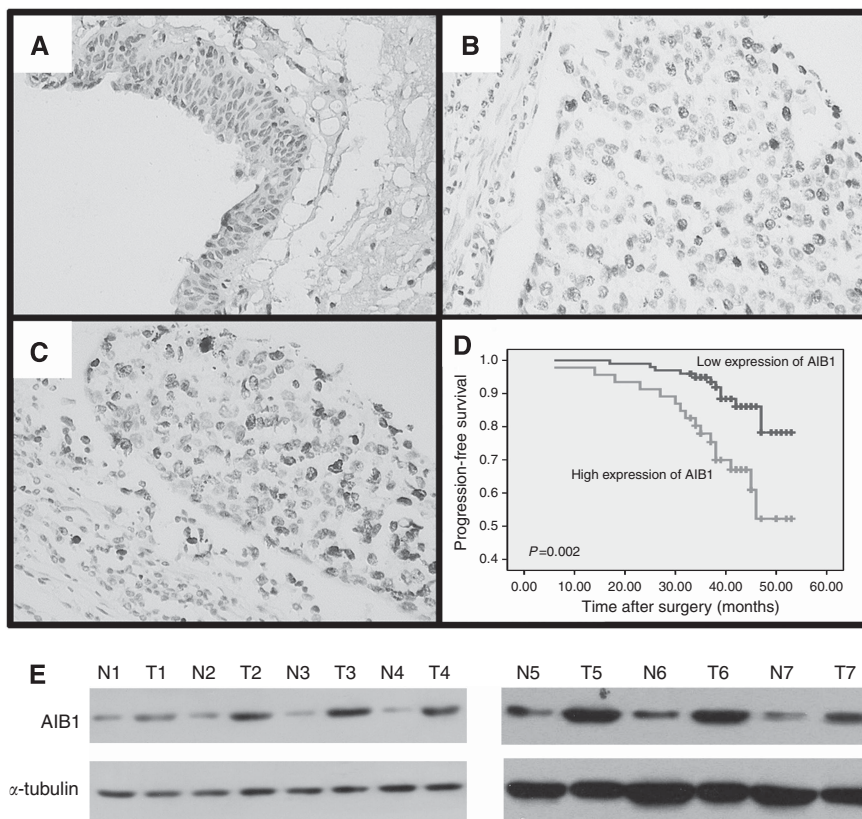 A
B
C
D
1.0
0.9
0.8
0.7
0.6
0.5
0.4
Progression-free survival
Low expression of AIB1
High expression of AIB1
P=0.002
0.00 10.00 20.00 30.00 40.00 50.00 60.00
Time after surgery (months)
E
N1 T1 N2 T2 N3 T3 N4 T4 N5 T5 N6 T6 N7 T7
AIB1
α-tubulin